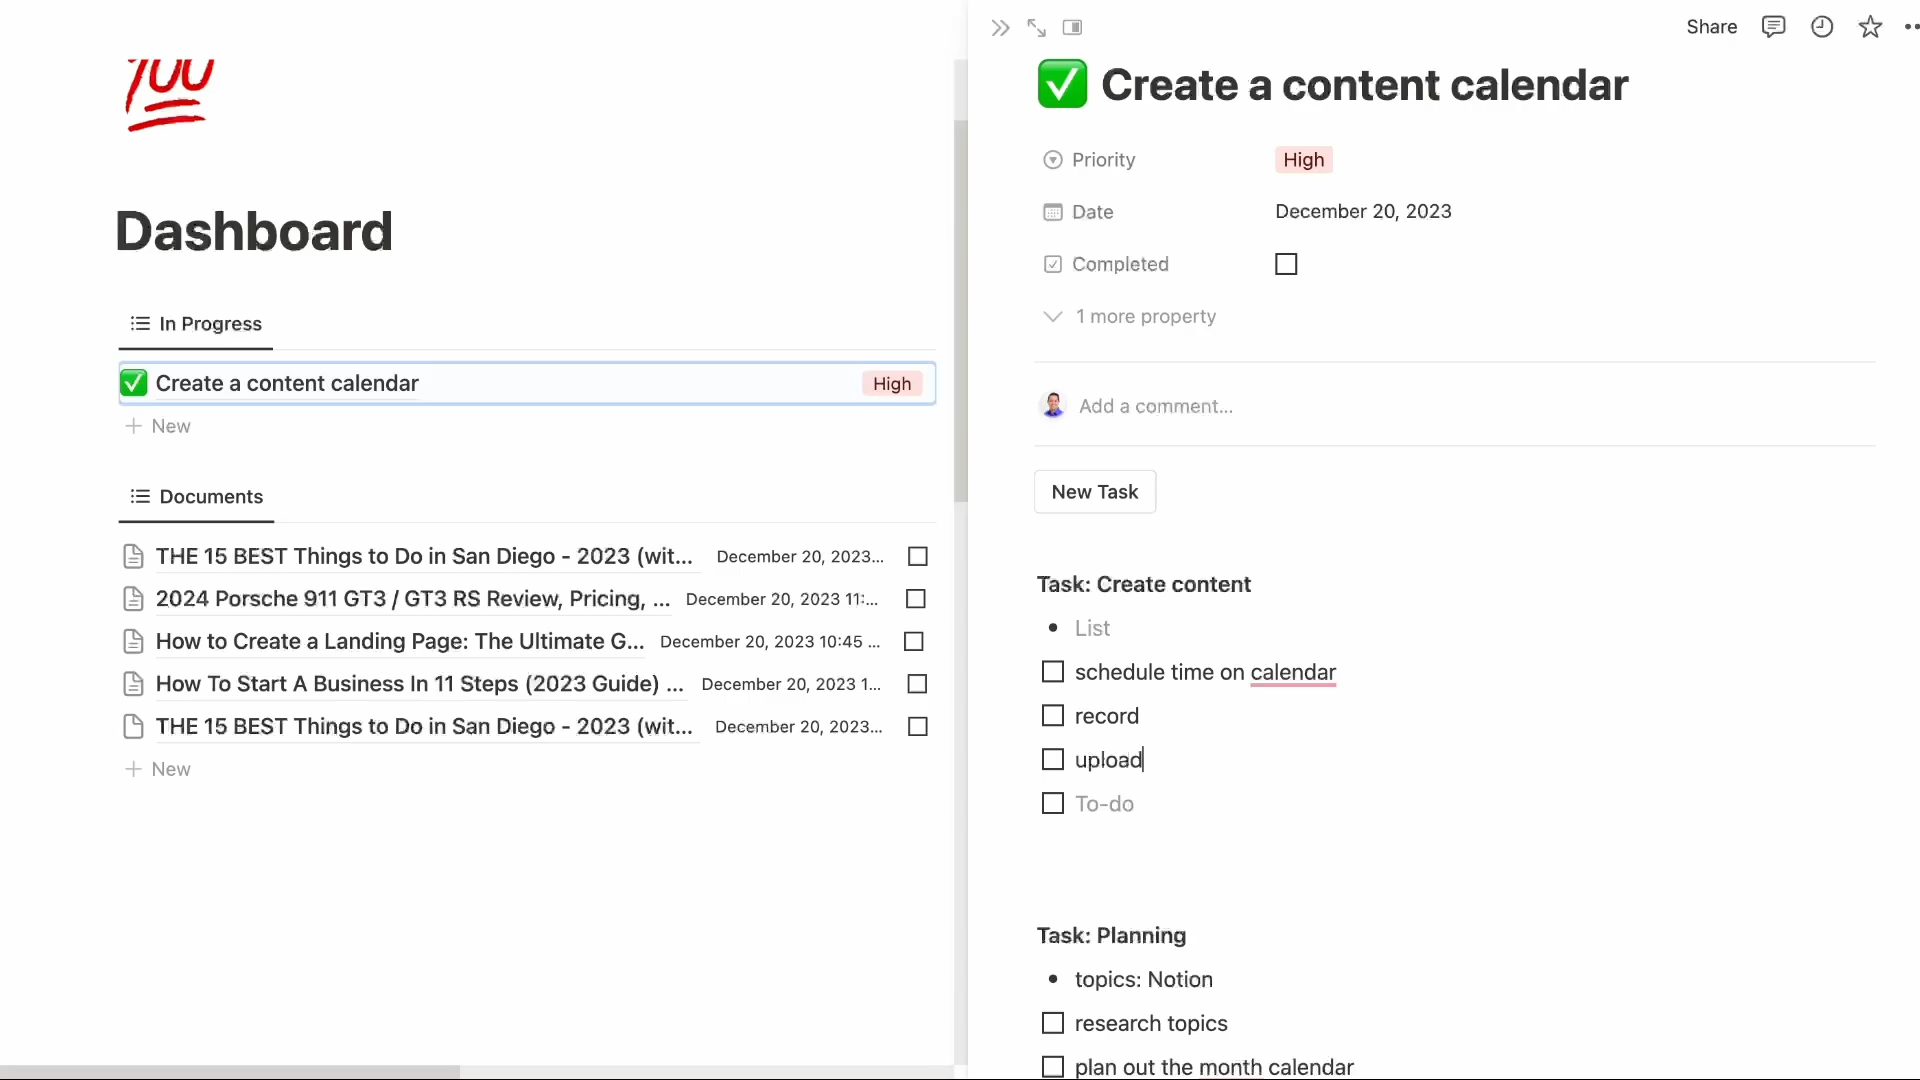 Dashboard
In Progress
Create a content calendar High
New
Documents
THE 15 BEST Things to Do in San Diego - 2023 (wit... December 20, 2023...
2024 Porsche 911 GT3 / GT3 RS Review, Pricing, ... December 20, 2023 11:...
How to Create a Landing Page: The Ultimate G... December 20, 2023 10:45 ...
How To Start A Business In 11 Steps (2023 Guide) ... December 20, 2023 1...
THE 15 BEST Things to Do in San Diego - 2023 (wit... December 20, 2023...
New
Share
Create a content calendar
Priority High
Date December 20, 2023
Completed
1 more property
Add a comment...
New Task
Task: Create content
List
schedule time on calendar
record
upload
To-do
Task: Planning
topics: Notion
research topics
plan out the month calendar